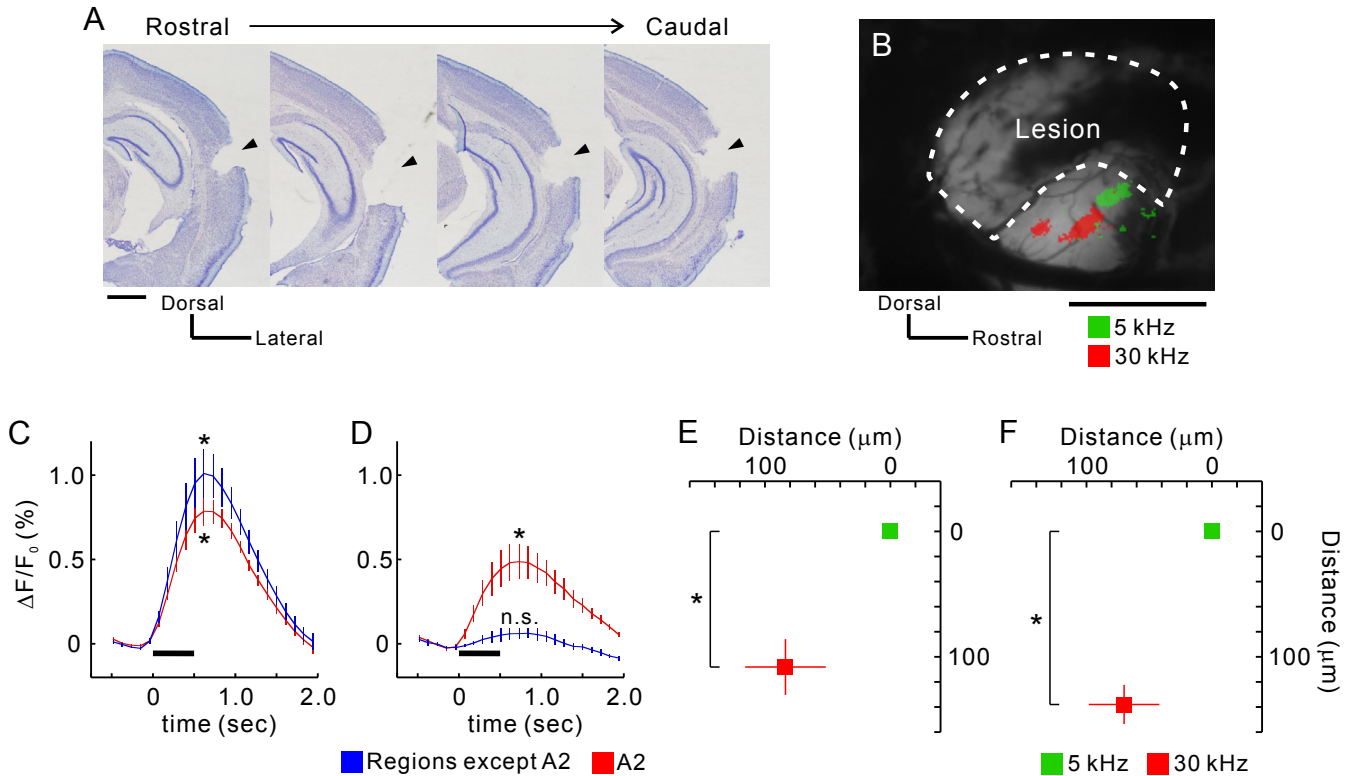 A
Rostral
Caudal
Dorsal
Lateral
B
Lesion
Dorsal
Rostral
5 kHz
30 kHz
C
ΔF/F₀ (%)
1.0
0.5
0
*
*
0
1.0
2.0
time (sec)
D
1.0
0.5
0
*
n.s.
0
1.0
2.0
time (sec)
Regions except A2
A2
E
Distance (μm)
100
0
0
100
*
F
Distance (μm)
100
0
0
100
Distance (μm)
*
5 kHz
30 kHz